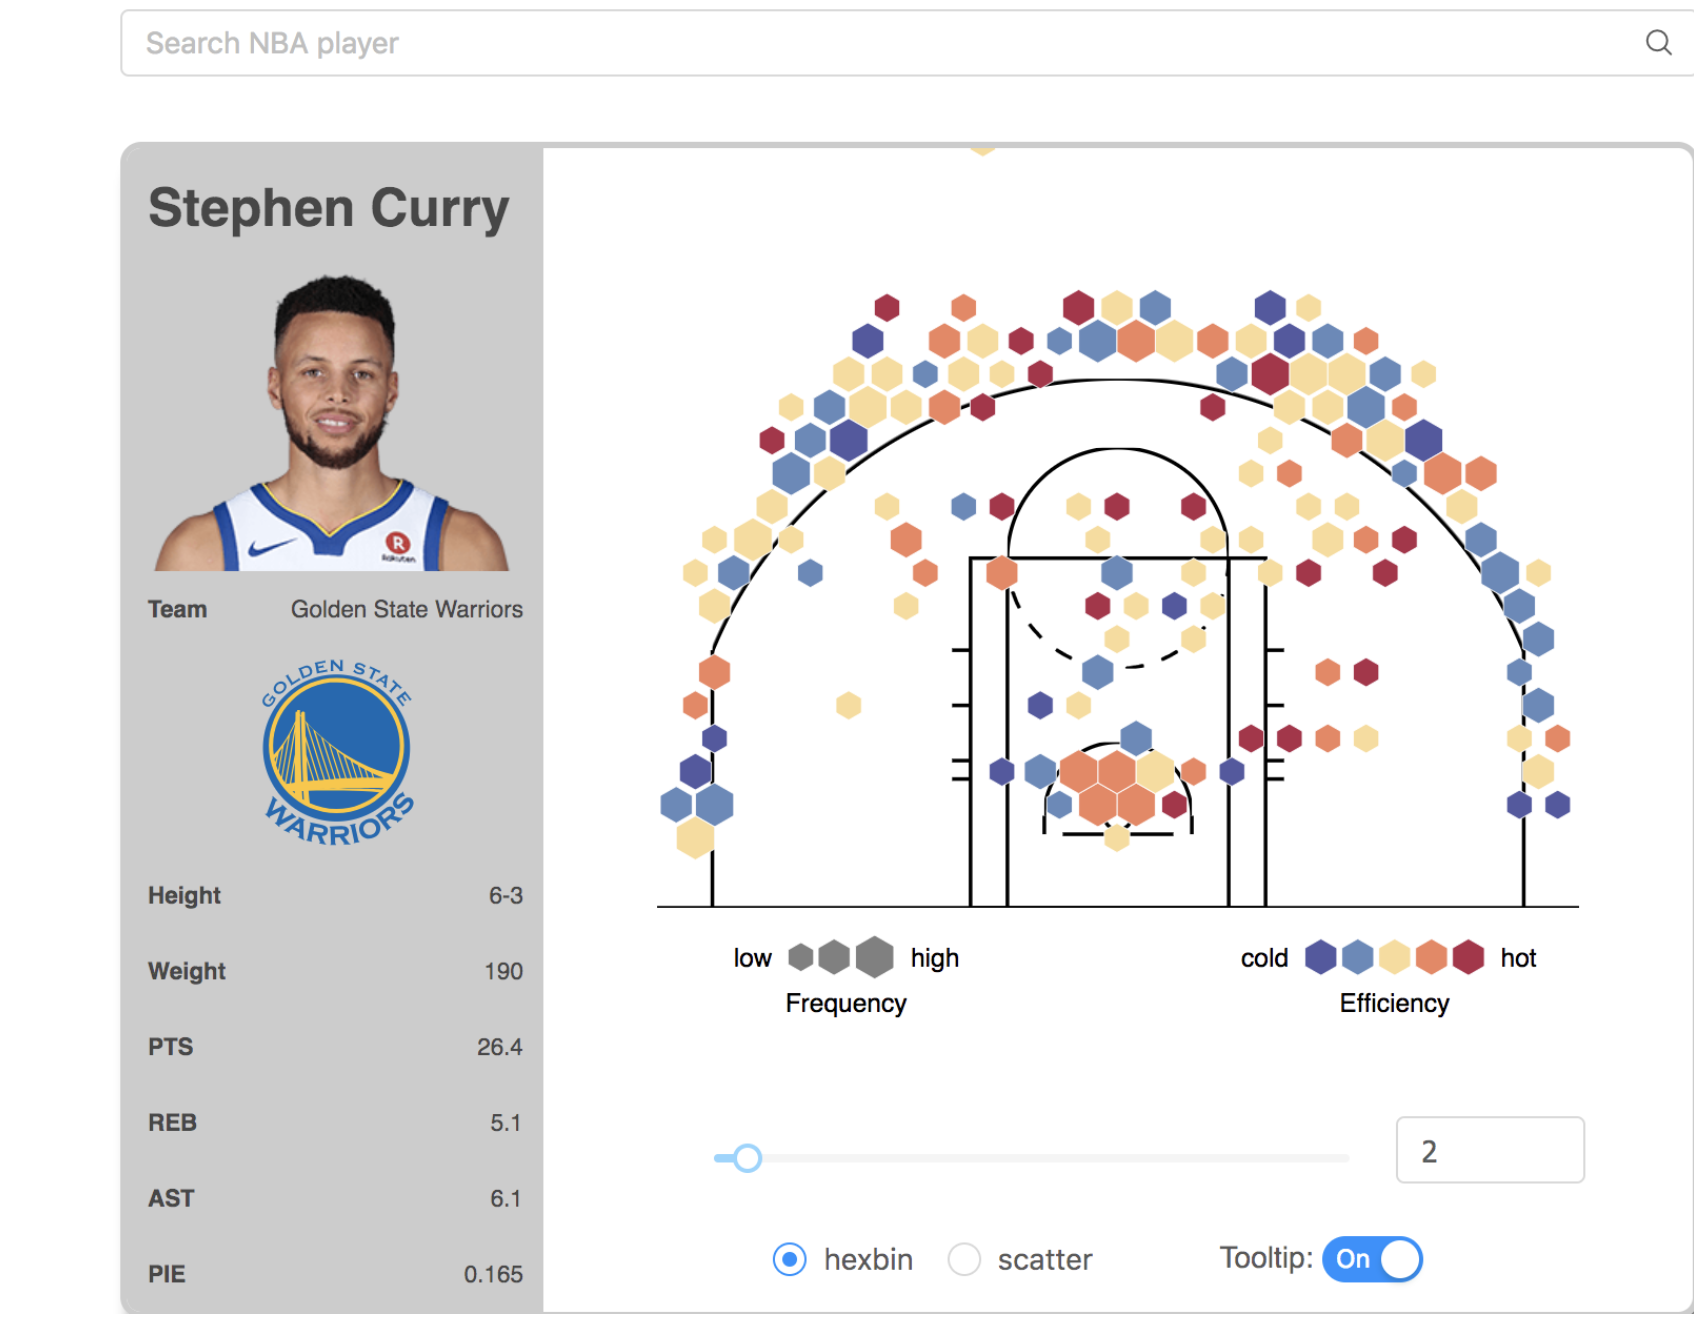 Search NBA player
Stephen Curry
R
Rakuten
Team Golden State Warriors
GOLDEN STATE
WARRIORS
Height 6-3
Weight 190
PTS 26.4
REB 5.1
AST 6.1
PIE 0.165
low high
Frequency
cold hot
Efficiency
2
hexbin scatter Tooltip: On